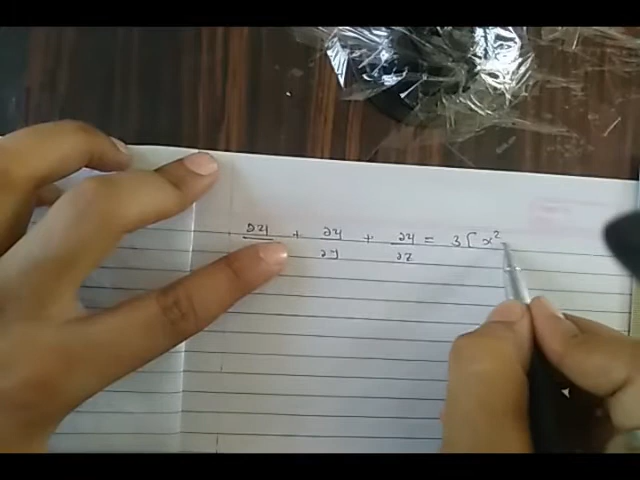 ∂u/∂x + ∂u/∂y + ∂u/∂z = 3[x²